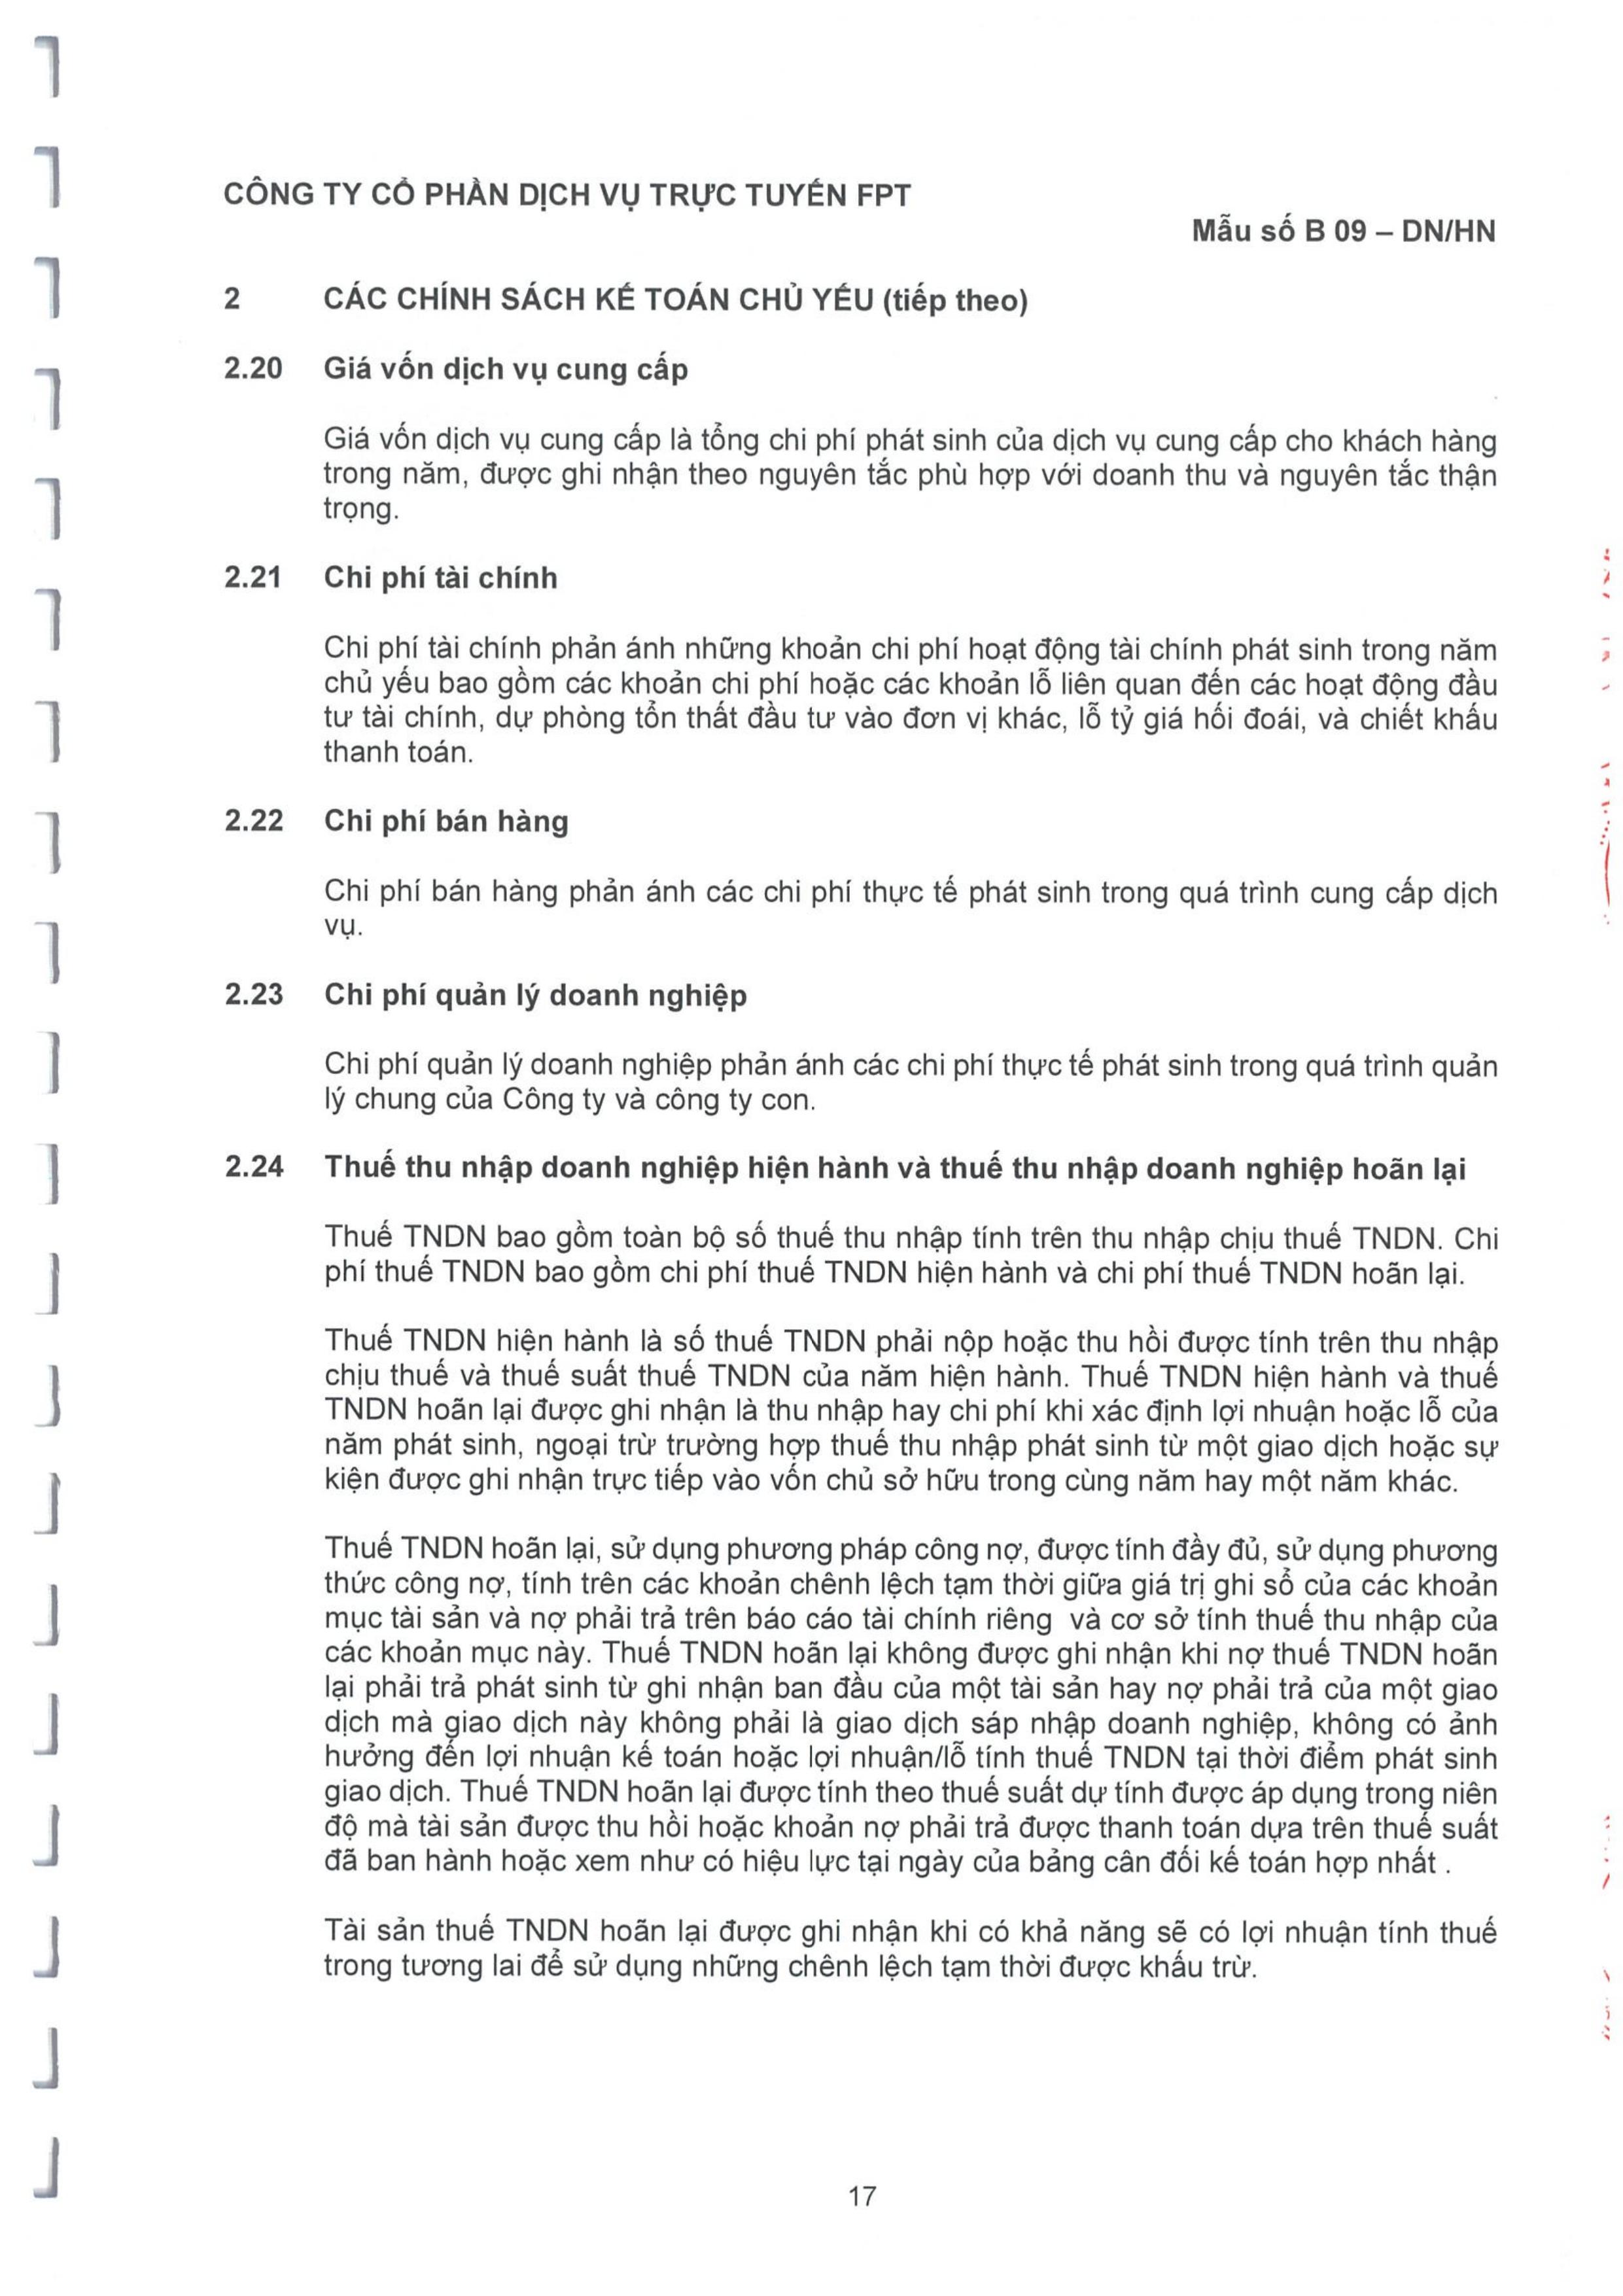 CÔNG TY CỔ PHẦN DỊCH VỤ TRỰC TUYẾN FPT
Mẫu số B 09 – DN/HN
2 CÁC CHÍNH SÁCH KẾ TOÁN CHỦ YẾU (tiếp theo)
2.20 Giá vốn dịch vụ cung cấp
Giá vốn dịch vụ cung cấp là tổng chi phí phát sinh của dịch vụ cung cấp cho khách hàng
trong năm, được ghi nhận theo nguyên tắc phù hợp với doanh thu và nguyên tắc thận
trọng.
2.21 Chi phí tài chính
Chi phí tài chính phản ánh những khoản chi phí hoạt động tài chính phát sinh trong năm
chủ yếu bao gồm các khoản chi phí hoặc các khoản lỗ liên quan đến các hoạt động đầu
tư tài chính, dự phòng tổn thất đầu tư vào đơn vị khác, lỗ tỷ giá hối đoái, và chiết khấu
thanh toán.
2.22 Chi phí bán hàng
Chi phí bán hàng phản ánh các chi phí thực tế phát sinh trong quá trình cung cấp dịch
vụ.
2.23 Chi phí quản lý doanh nghiệp
Chi phí quản lý doanh nghiệp phản ánh các chi phí thực tế phát sinh trong quá trình quản
lý chung của Công ty và công ty con.
2.24 Thuế thu nhập doanh nghiệp hiện hành và thuế thu nhập doanh nghiệp hoãn lại
Thuế TNDN bao gồm toàn bộ số thuế thu nhập tính trên thu nhập chịu thuế TNDN. Chi
phí thuế TNDN bao gồm chi phí thuế TNDN hiện hành và chi phí thuế TNDN hoãn lại.
Thuế TNDN hiện hành là số thuế TNDN phải nộp hoặc thu hồi được tính trên thu nhập
chịu thuế và thuế suất thuế TNDN của năm hiện hành. Thuế TNDN hiện hành và thuế
TNDN hoãn lại được ghi nhận là thu nhập hay chi phí khi xác định lợi nhuận hoặc lỗ của
năm phát sinh, ngoại trừ trường hợp thuế thu nhập phát sinh từ một giao dịch hoặc sự
kiện được ghi nhận trực tiếp vào vốn chủ sở hữu trong cùng năm hay một năm khác.
Thuế TNDN hoãn lại, sử dụng phương pháp công nợ, được tính đầy đủ, sử dụng phương
thức công nợ, tính trên các khoản chênh lệch tạm thời giữa giá trị ghi sổ của các khoản
mục tài sản và nợ phải trả trên báo cáo tài chính riêng và cơ sở tính thuế thu nhập của
các khoản mục này. Thuế TNDN hoãn lại không được ghi nhận khi nợ thuế TNDN hoãn
lại phải trả phát sinh từ ghi nhận ban đầu của một tài sản hay nợ phải trả của một giao
dịch mà giao dịch này không phải là giao dịch sáp nhập doanh nghiệp, không có ảnh
hưởng đến lợi nhuận kế toán hoặc lợi nhuận/lỗ tính thuế TNDN tại thời điểm phát sinh
giao dịch. Thuế TNDN hoãn lại được tính theo thuế suất dự tính được áp dụng trong niên
độ mà tài sản được thu hồi hoặc khoản nợ phải trả được thanh toán dựa trên thuế suất
đã ban hành hoặc xem như có hiệu lực tại ngày của bảng cân đối kế toán hợp nhất .
Tài sản thuế TNDN hoãn lại được ghi nhận khi có khả năng sẽ có lợi nhuận tính thuế
trong tương lai để sử dụng những chênh lệch tạm thời được khấu trừ.
17